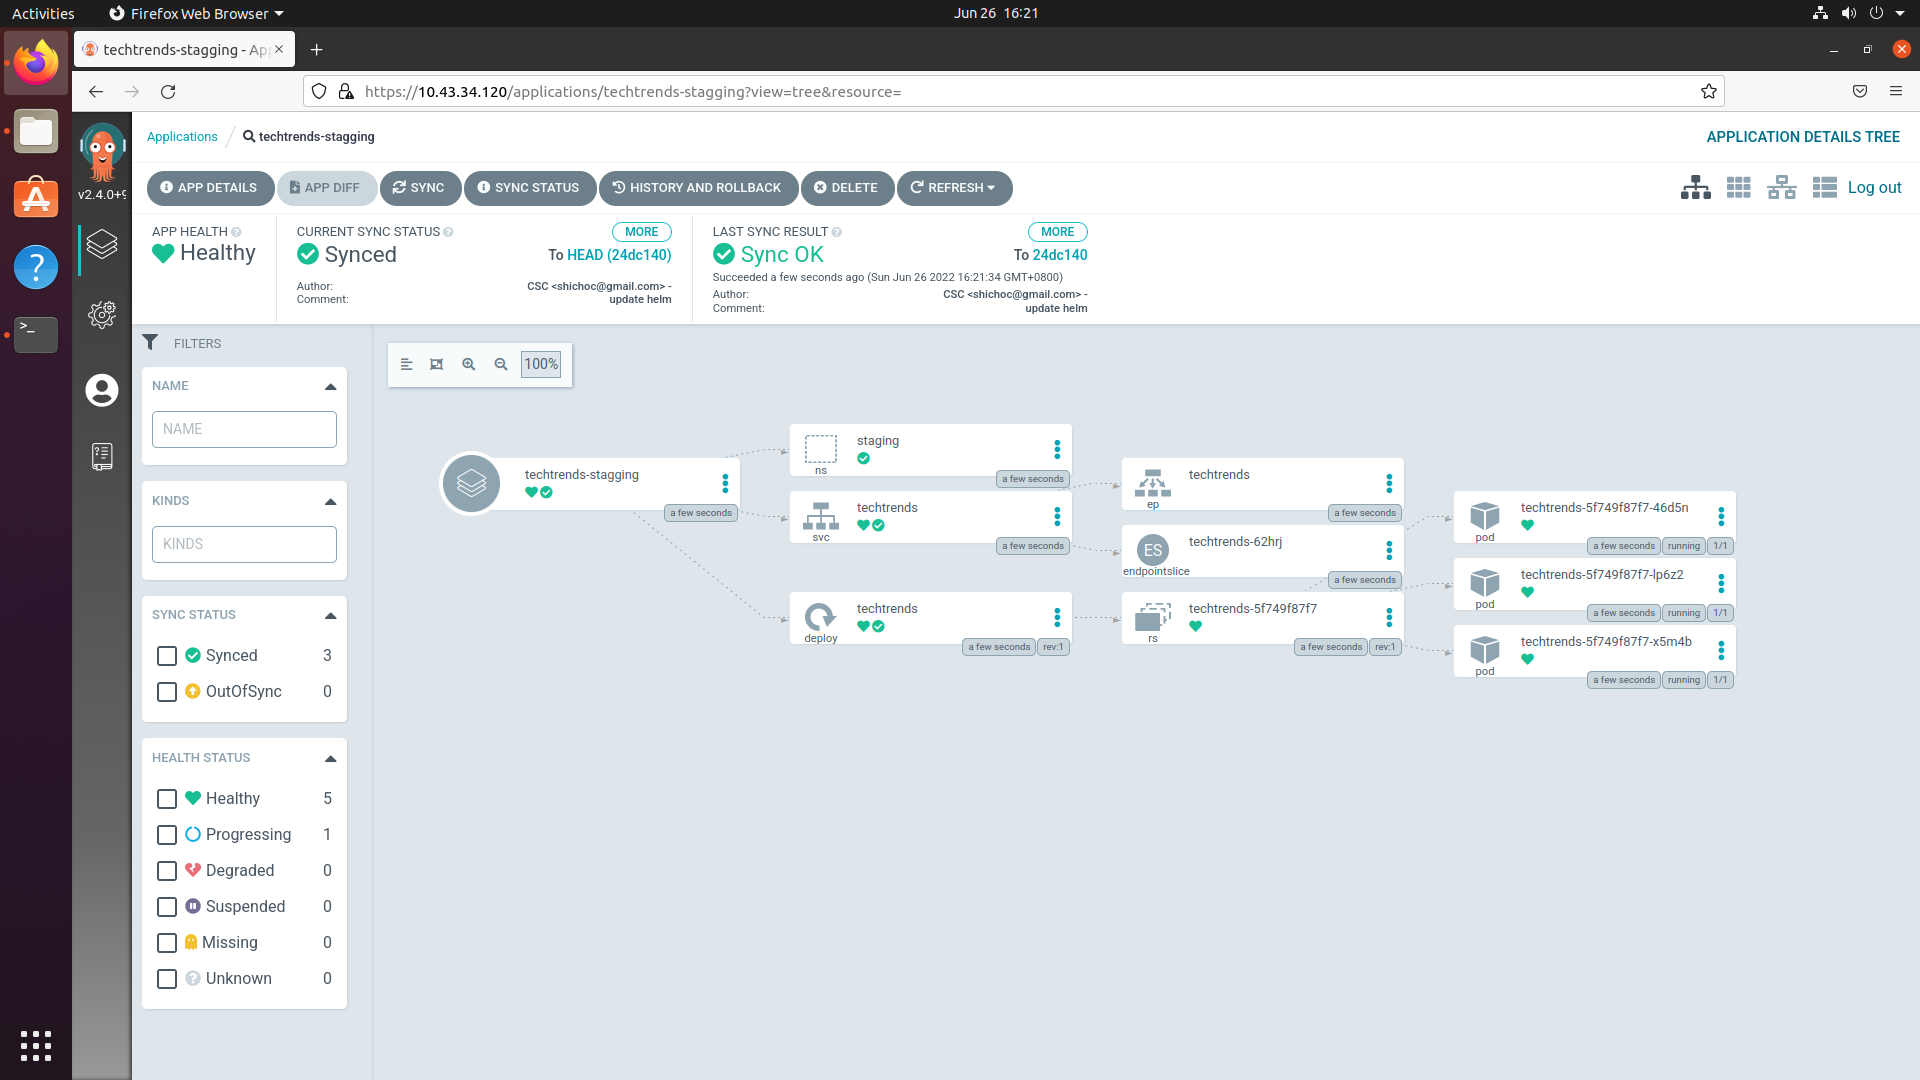 Activities
Firefox Web Browser
Jun 26 16:21
techtrends-stagging - Ap
https://10.43.34.120/applications/techtrends-stagging?view=tree&resource=
v2.4.0+9
Applications / techtrends-stagging
APPLICATION DETAILS TREE
APP DETAILS
APP DIFF
SYNC
SYNC STATUS
HISTORY AND ROLLBACK
DELETE
REFRESH
Log out
APP HEALTH
Healthy
CURRENT SYNC STATUS
MORE
Synced
To HEAD (24dc140)
Author:
CSC <shichoc@gmail.com> -
Comment:
update helm
LAST SYNC RESULT
MORE
Sync OK
To 24dc140
Succeeded a few seconds ago (Sun Jun 26 2022 16:21:34 GMT+0800)
Author:
CSC <shichoc@gmail.com> -
Comment:
update helm
FILTERS
NAME
NAME
KINDS
KINDS
SYNC STATUS
Synced 3
OutOfSync 0
HEALTH STATUS
Healthy 5
Progressing 1
Degraded 0
Suspended 0
Missing 0
Unknown 0
100%
techtrends-stagging
a few seconds
staging
ns
a few seconds
techtrends
svc
a few seconds
techtrends
deploy
a few seconds
rev:1
techtrends
ep
a few seconds
ES
techtrends-62hrj
endpointslice
a few seconds
techtrends-5f749f87f7
rs
a few seconds
rev:1
techtrends-5f749f87f7-46d5n
pod
a few seconds
running
1/1
techtrends-5f749f87f7-lp6z2
pod
a few seconds
running
1/1
techtrends-5f749f87f7-x5m4b
pod
a few seconds
running
1/1